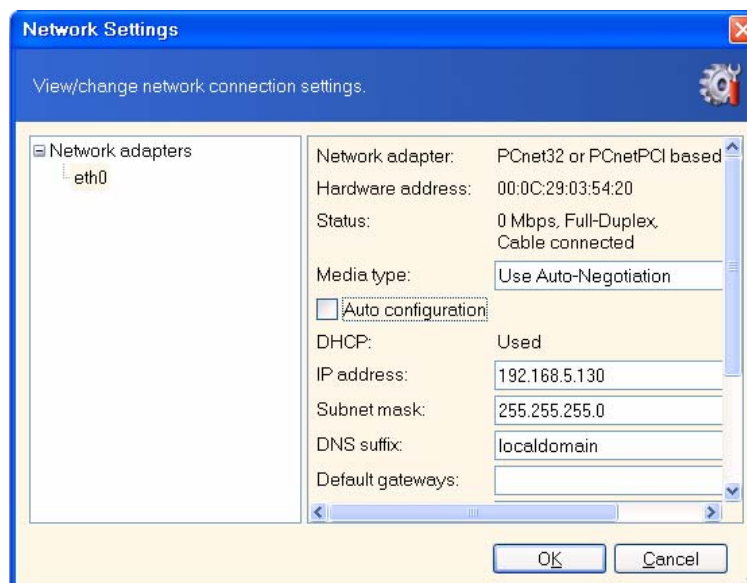 Network Settings
View/change network connection settings.
Network adapters
eth0
Network adapter: PCnet32 or PCnetPCI based
Hardware address: 00:0C:29:03:54:20
Status: 0 Mbps, Full-Duplex,
Cable connected
Media type: Use Auto-Negotiation
Auto configuration
DHCP: Used
IP address: 192.168.5.130
Subnet mask: 255.255.255.0
DNS suffix: localdomain
Default gateways:
OK Cancel